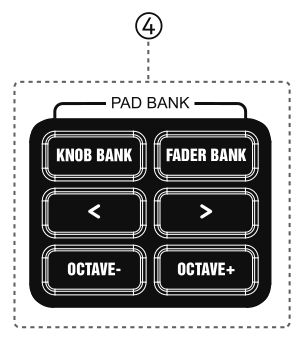 ④
PAD BANK
KNOB BANK FADER BANK
< >
OCTAVE- OCTAVE+